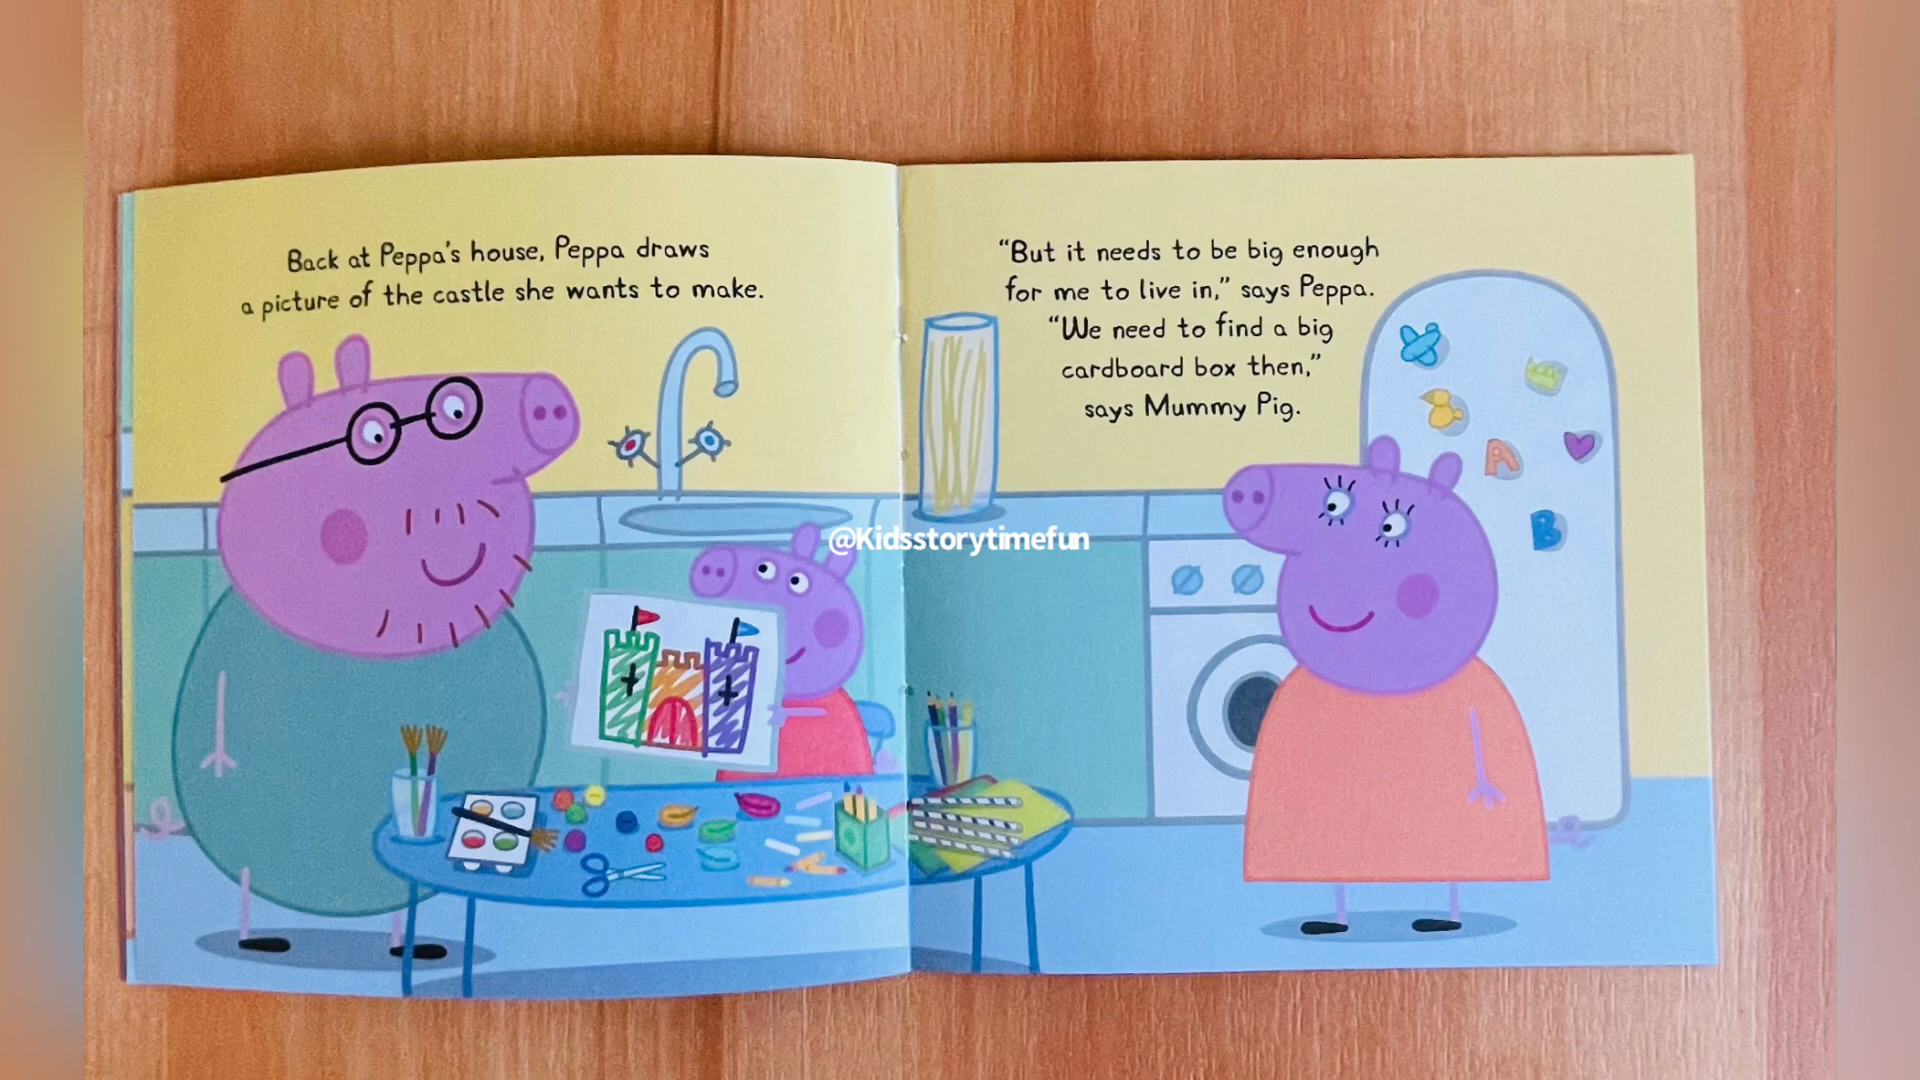 Back at Peppa's house, Peppa draws
a picture of the castle she wants to make.
“But it needs to be big enough
for me to live in,” says Peppa.
“We need to find a big
cardboard box then,”
says Mummy Pig.
@Kidsstorytimefun
A
B